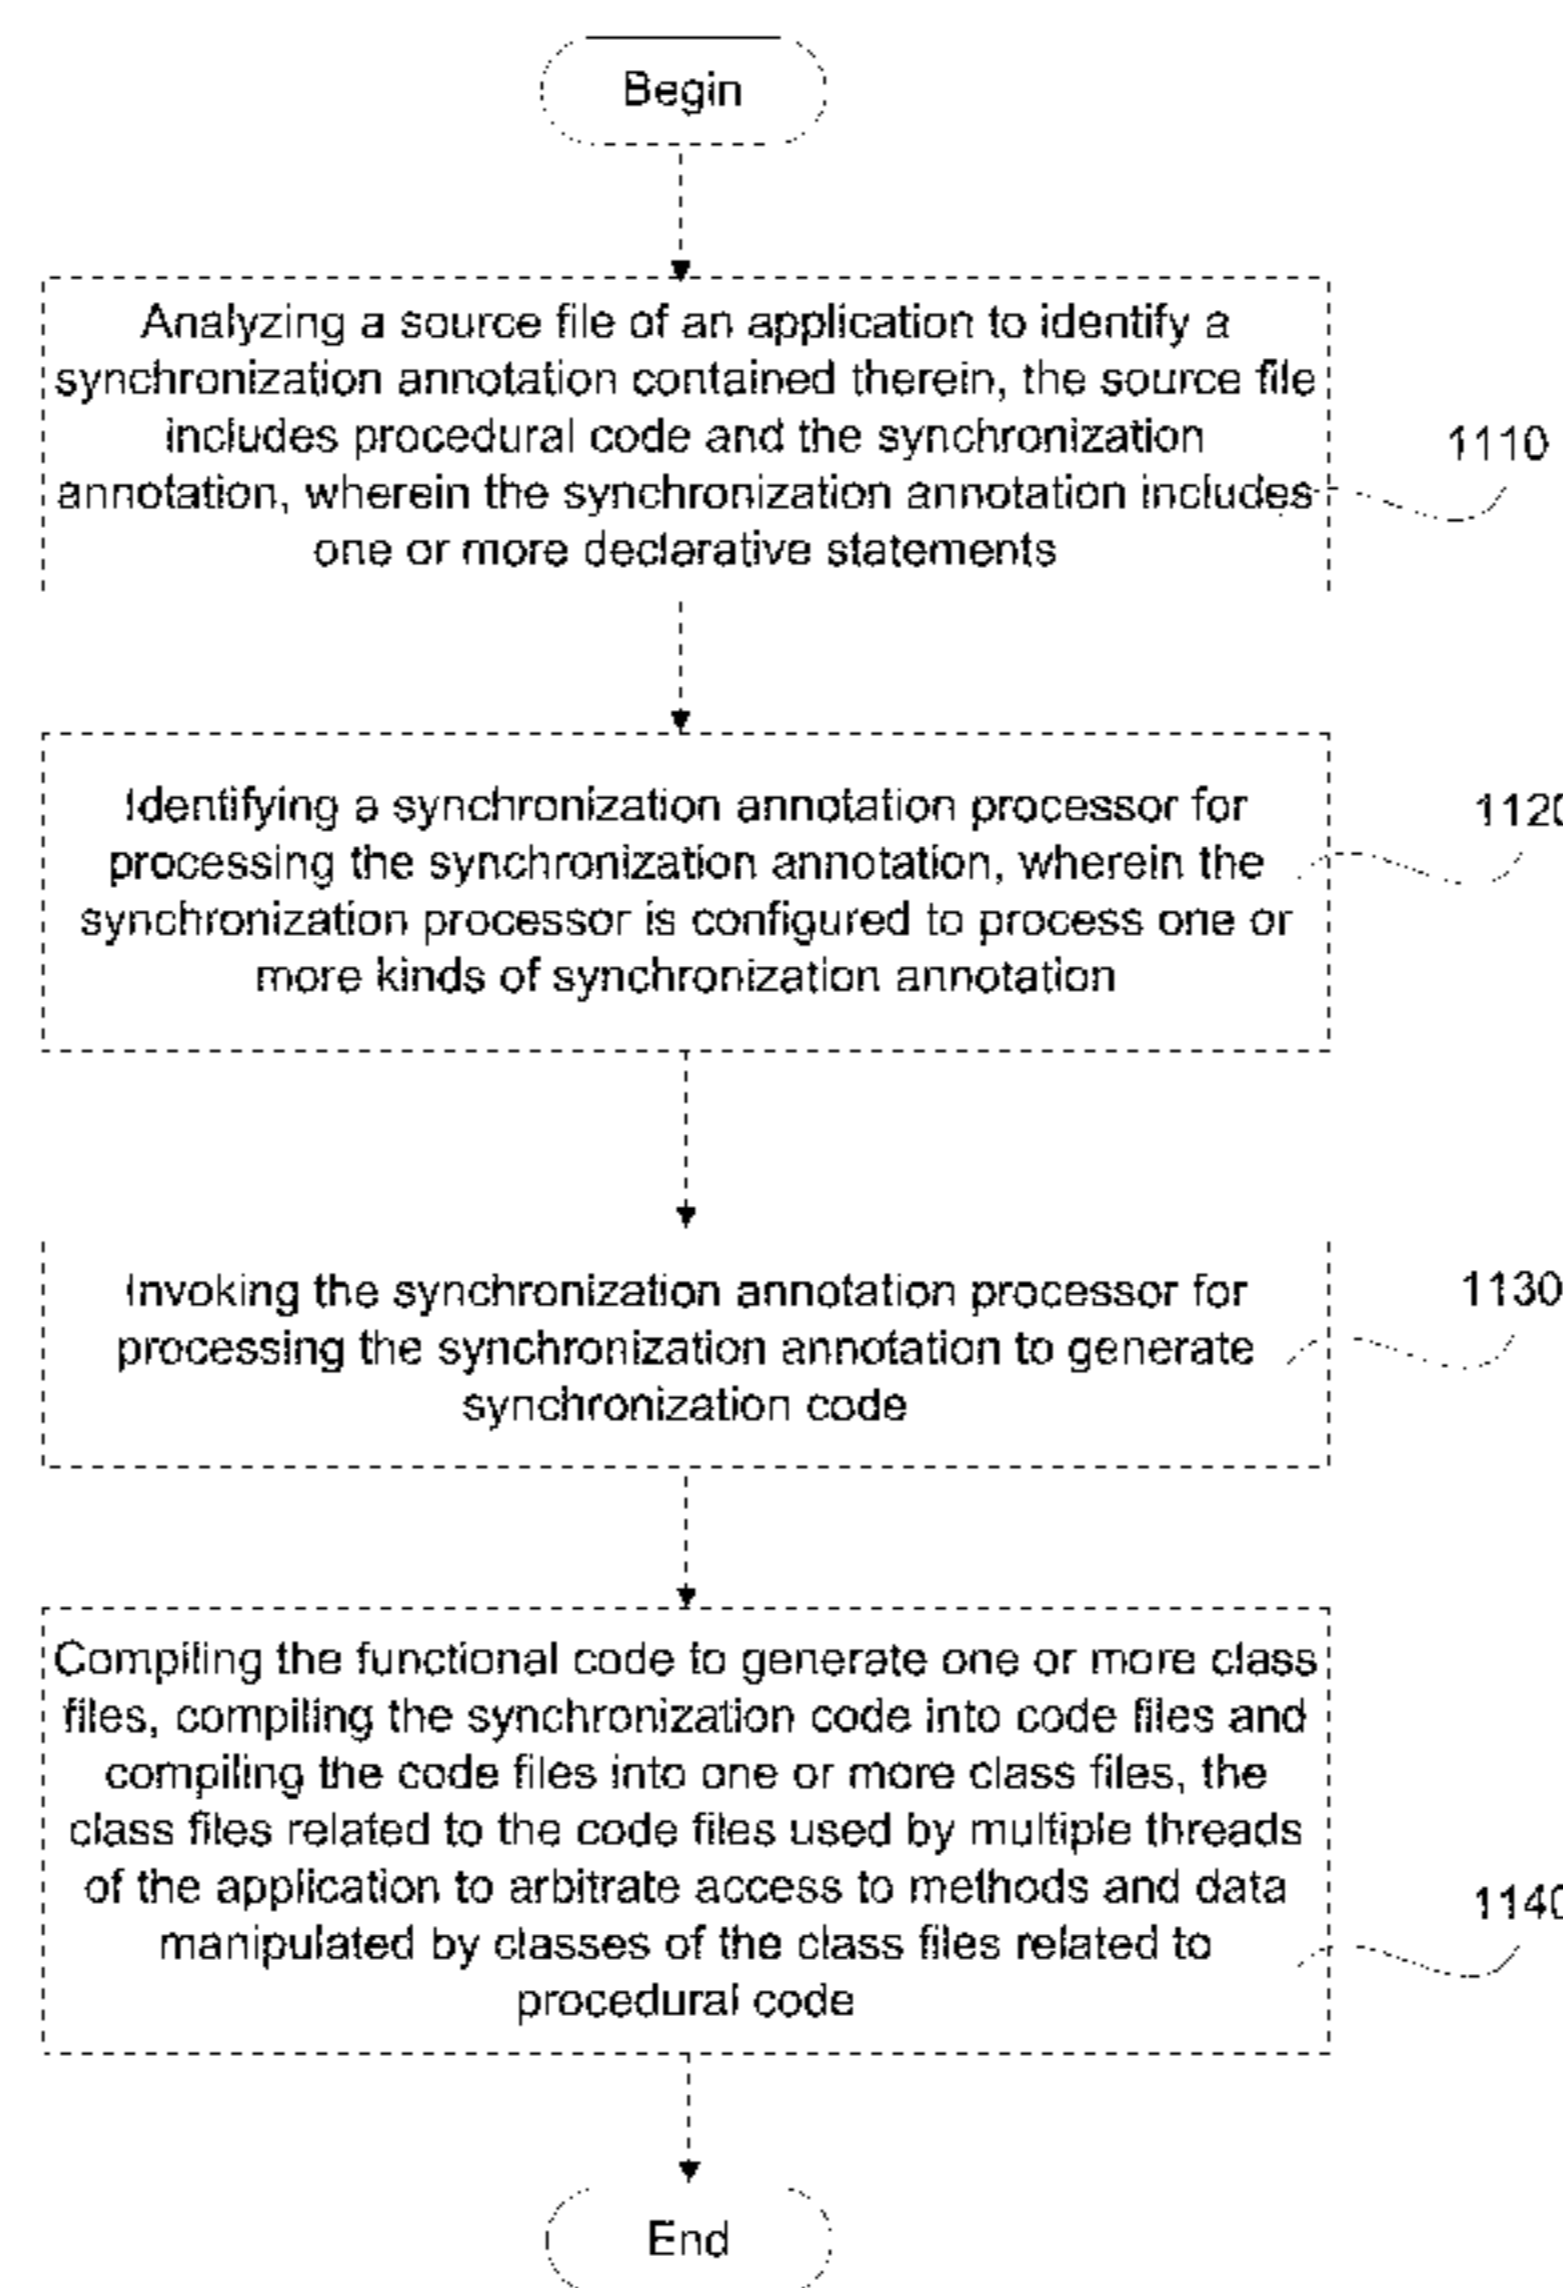 Begin
Analyzing a source file of an application to identify a
synchronization annotation contained therein, the source file
includes procedural code and the synchronization
annotation, wherein the synchronization annotation includes
one or more declarative statements
1110
Identifying a synchronization annotation processor for
processing the synchronization annotation, wherein the
synchronization processor is configured to process one or
more kinds of synchronization annotation
1120
Invoking the synchronization annotation processor for
processing the synchronization annotation to generate
synchronization code
1130
Compiling the functional code to generate one or more class
files, compiling the synchronization code into code files and
compiling the code files into one or more class files, the
class files related to the code files used by multiple threads
of the application to arbitrate access to methods and data
manipulated by classes of the class files related to
procedural code
1140
End